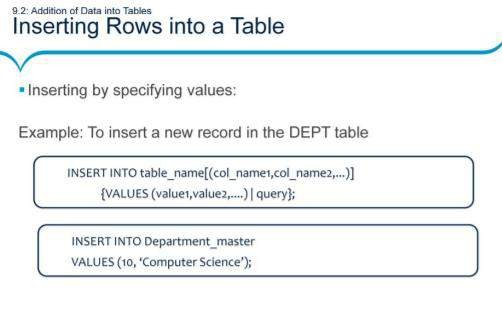 9.2: Addition of Data into Tables
Inserting Rows into a Table
Inserting by specifying values:
Example: To insert a new record in the DEPT table
INSERT INTO table_name[(col_name1,col_name2,...)]
{VALUES (value1,value2,....) | query};
INSERT INTO Department_master
VALUES (10, ‘Computer Science’);